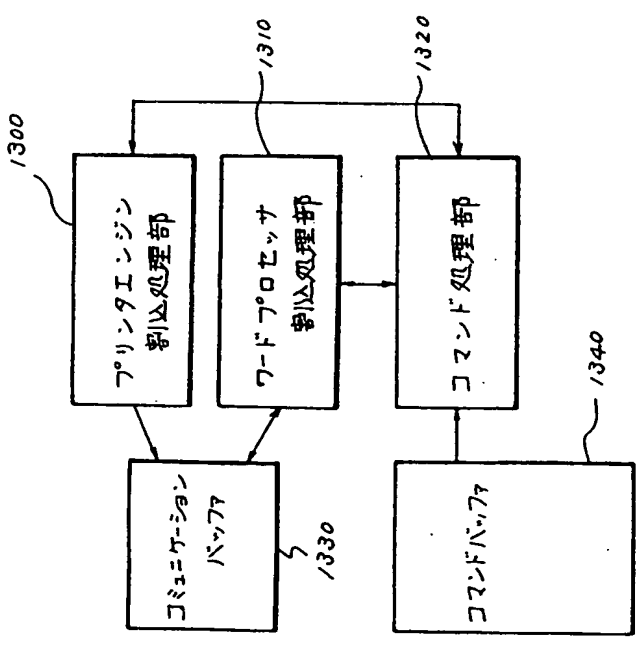 1300
プリンタエンジン
割込処理部
1310
ワードプロセッサ
割込処理部
1320
コマンド処理部
コミュニケーション
バッファ
1330
コマンドバッファ
1340